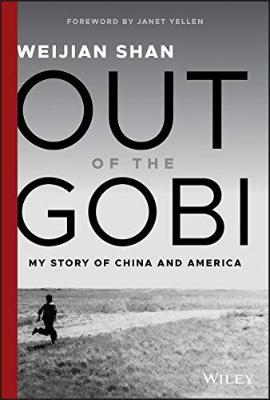 FOREWORD BY JANET YELLEN
WEIJIAN SHAN
OUT
OF THE
GOBI
MY STORY OF CHINA AND AMERICA
WILEY